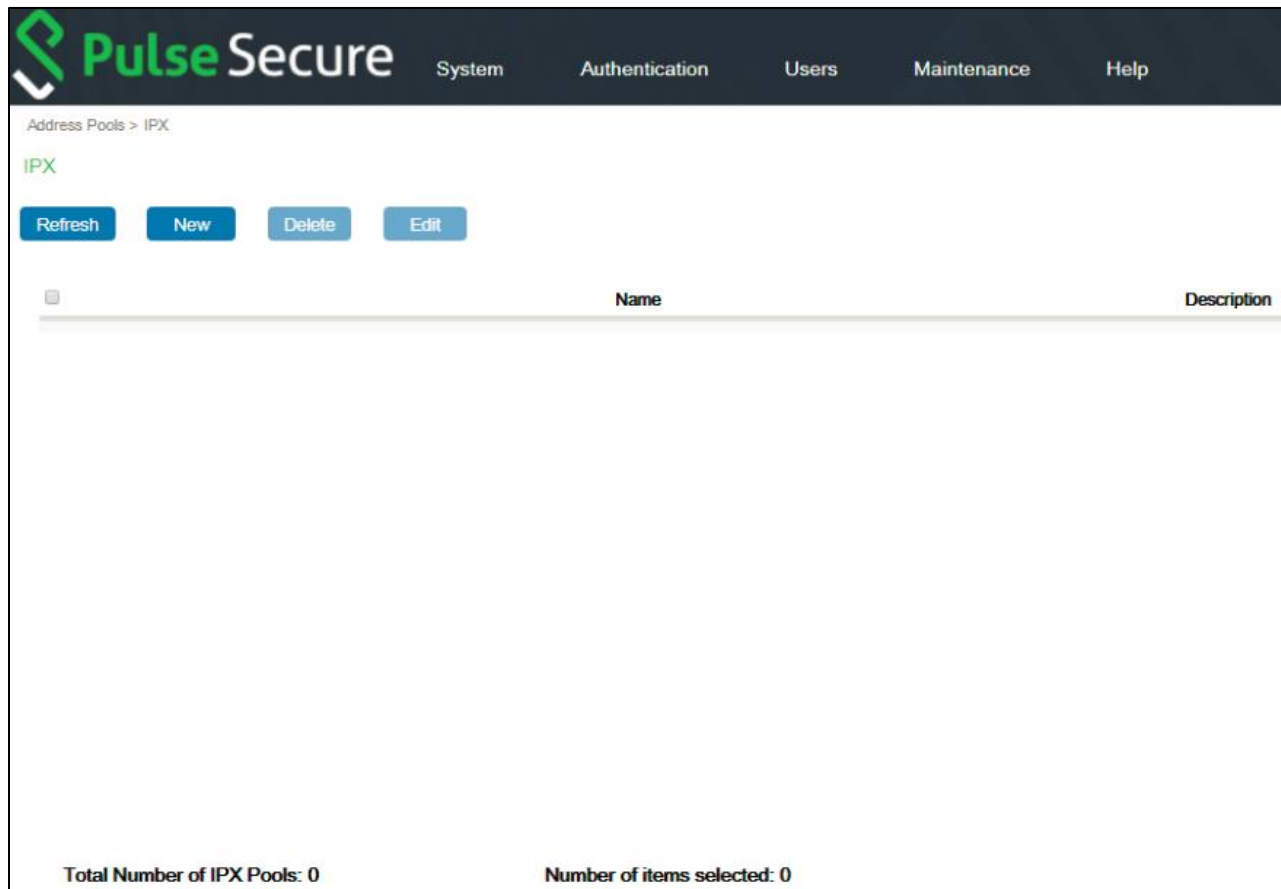 Pulse Secure System Authentication Users Maintenance Help
Address Pools > IPX
IPX
Refresh New Delete Edit
Name Description
Total Number of IPX Pools: 0 Number of items selected: 0